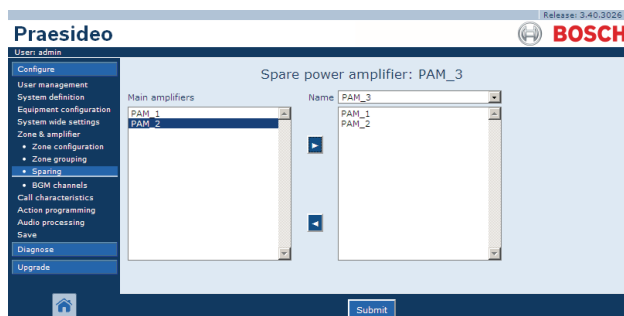 Release: 3.40.3026
Praesideo
BOSCH
User: admin
Configure
User management
System definition
Equipment configuration
System wide settings
Zone & amplifier
• Zone configuration
• Zone grouping
• Sparing
• BGM channels
Call characteristics
Action programming
Audio processing
Save
Diagnose
Upgrade
Spare power amplifier: PAM_3
Main amplifiers
PAM_1
PAM_2
Name PAM_3
PAM_1
PAM_2
Submit